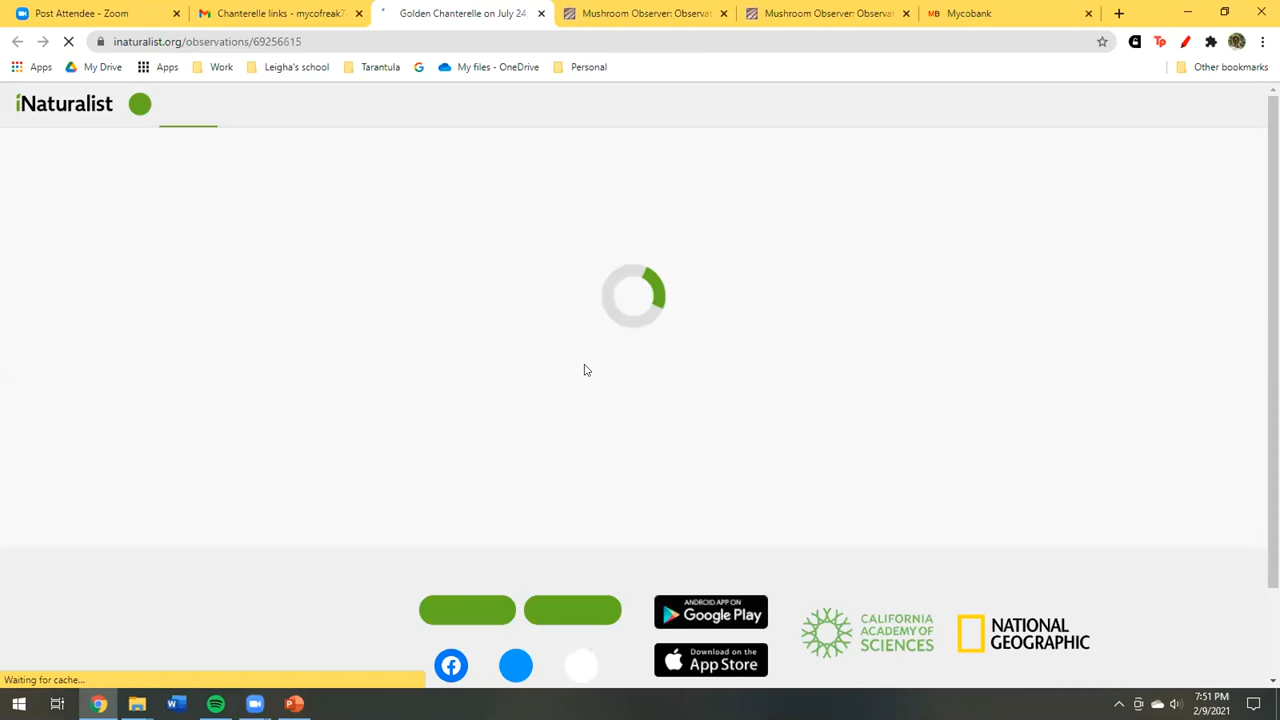 Post Attendee - Zoom
Chanterelle links - mycofreak7
Golden Chanterelle on July 24,
Mushroom Observer: Observat
Mushroom Observer: Observat
MB Mycobank
inaturalist.org/observations/69256615
Apps
My Drive
Apps
Work
Leigha's school
Tarantula
My files - OneDrive
Personal
Other bookmarks
iNaturalist
ANDROID APP ON
Google Play
Download on the
App Store
CALIFORNIA
ACADEMY OF
SCIENCES
NATIONAL
GEOGRAPHIC
Waiting for cache...
7:51 PM
2/9/2021